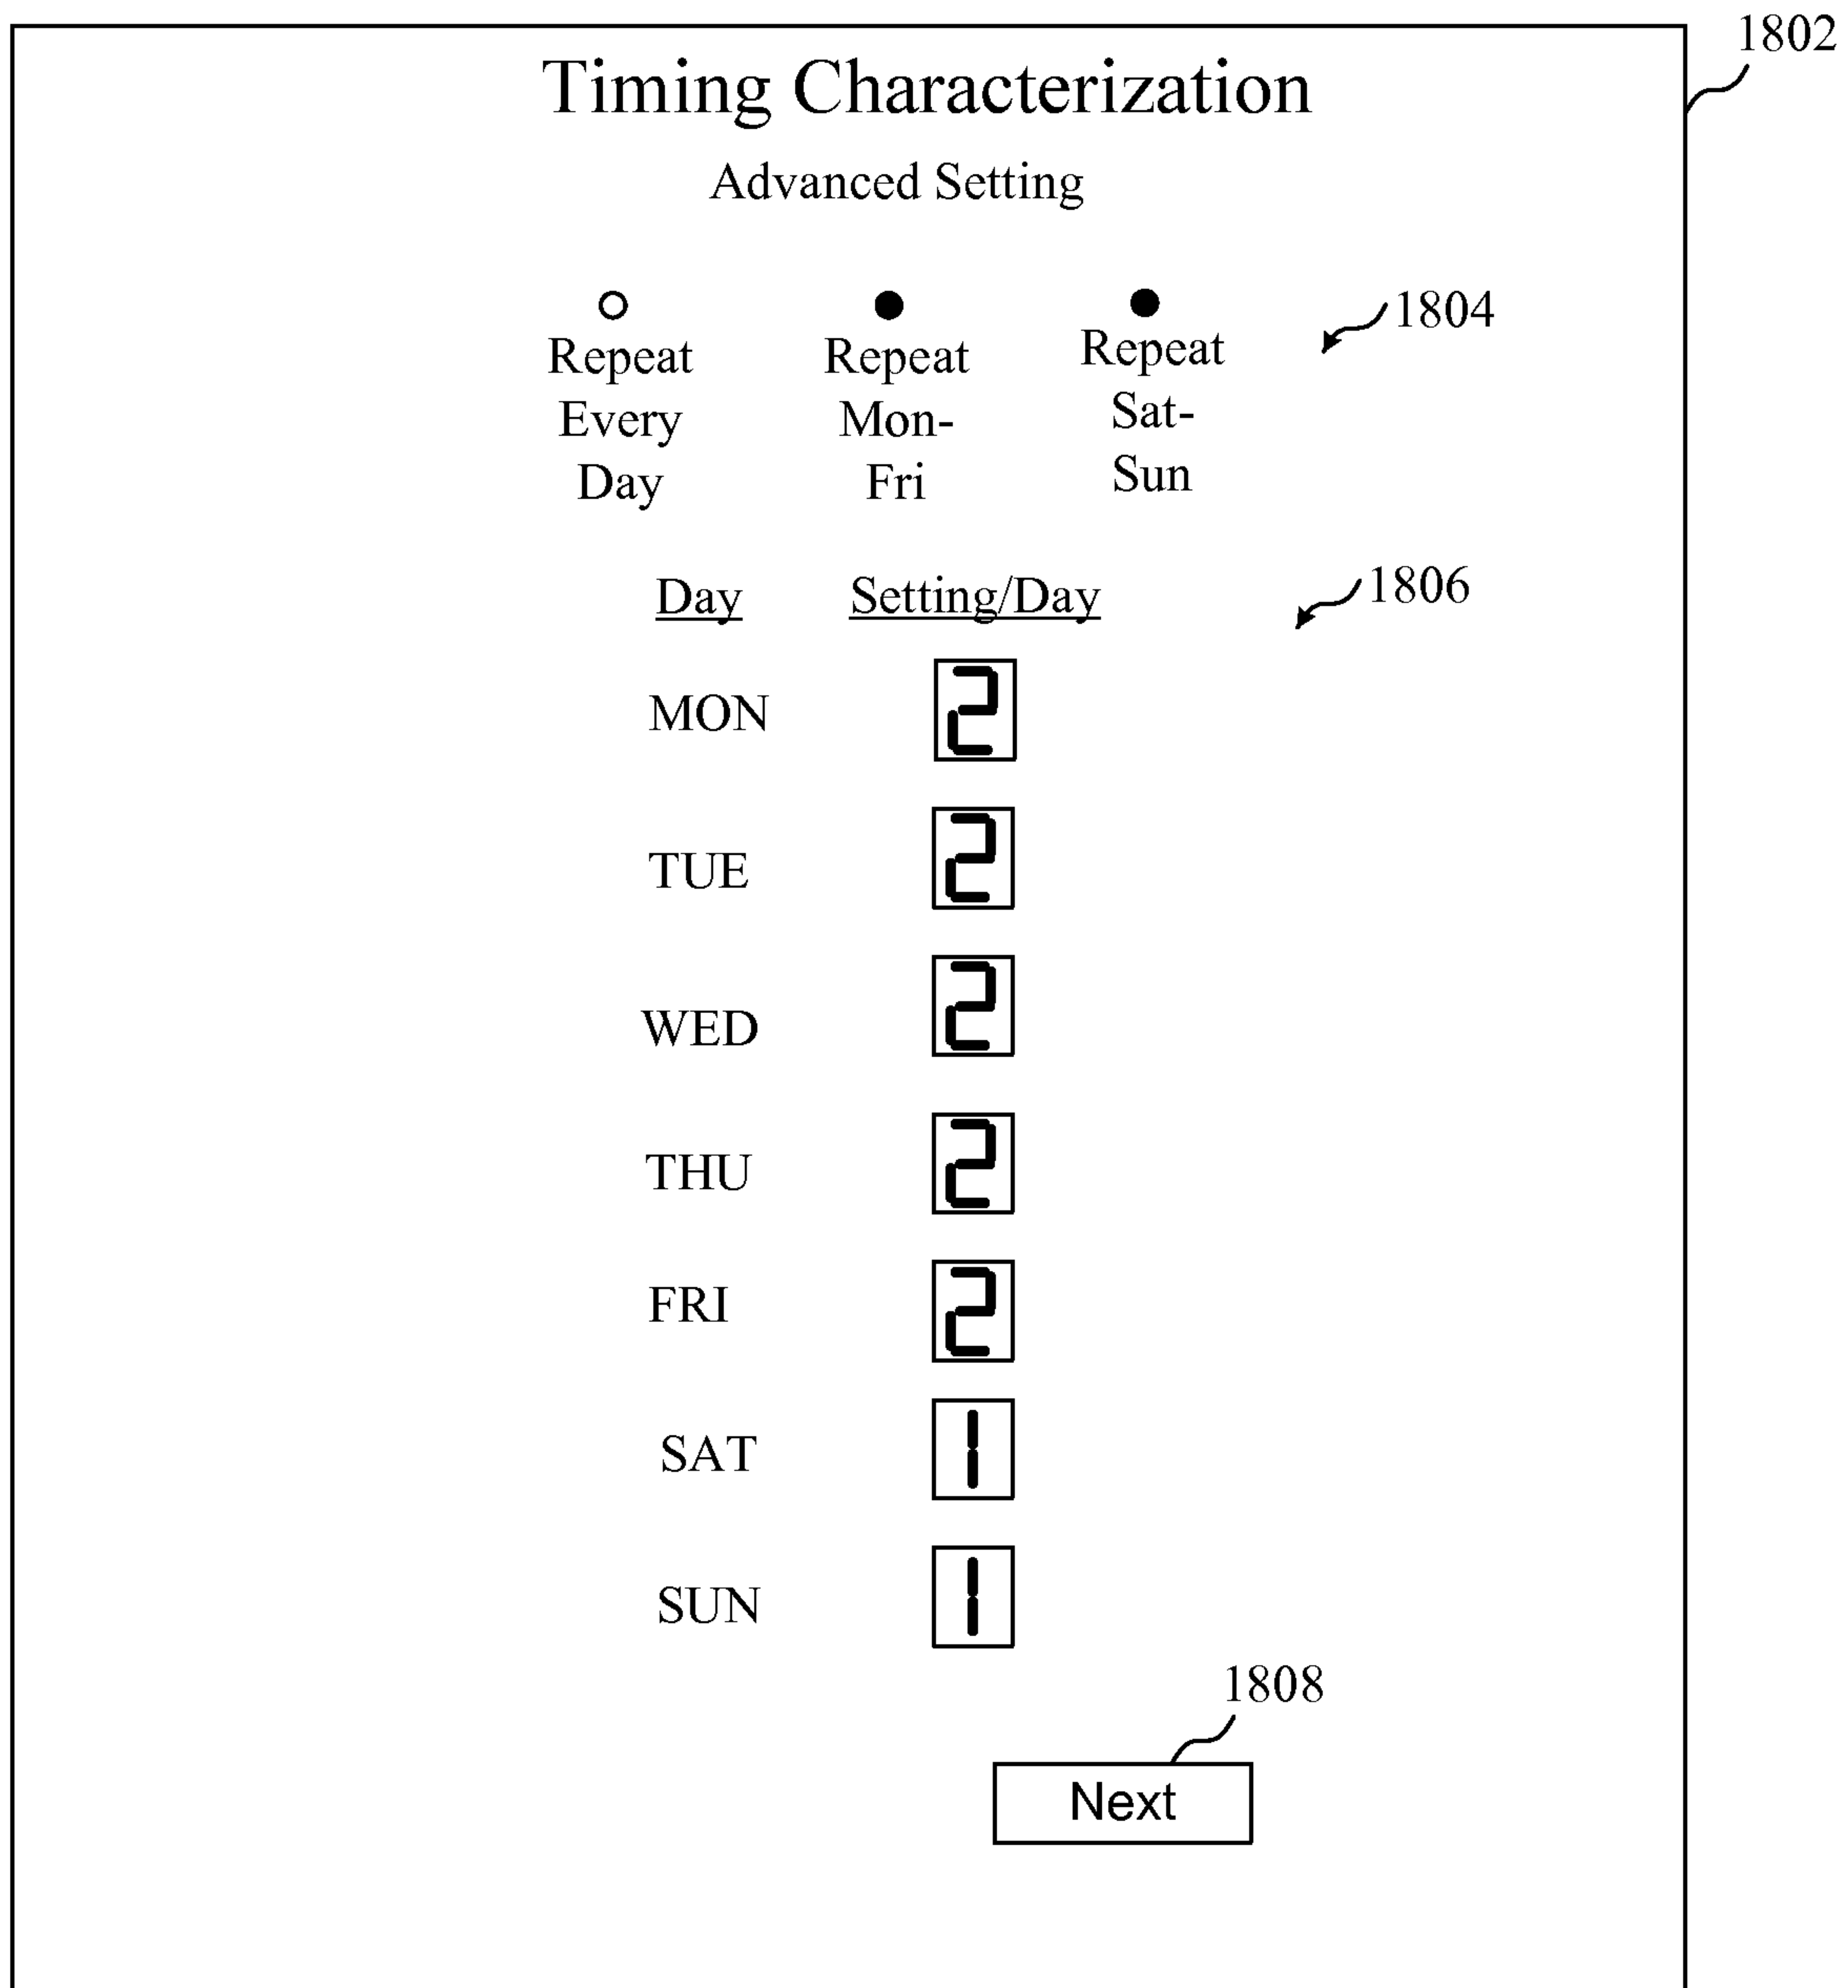 1802
Timing Characterization
Advanced Setting
1804
Repeat Every Day
Repeat Mon-Fri
Repeat Sat-Sun
1806
Day Setting/Day
MON 2
TUE 2
WED 2
THU 2
FRI 2
SAT 1
SUN 1
1808
Next